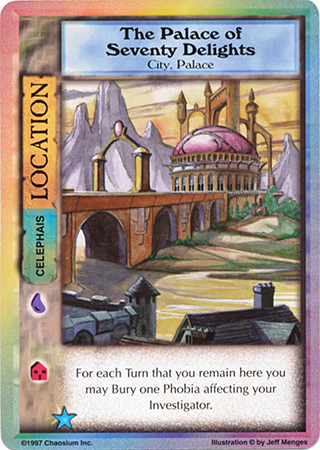 The Palace of
Seventy Delights
City, Palace
LOCATION
CELEPHAIS
For each Turn that you remain here you
may Bury one Phobia affecting your
Investigator.
©1997 Chaosium Inc.
Illustration © by Jeff Menges